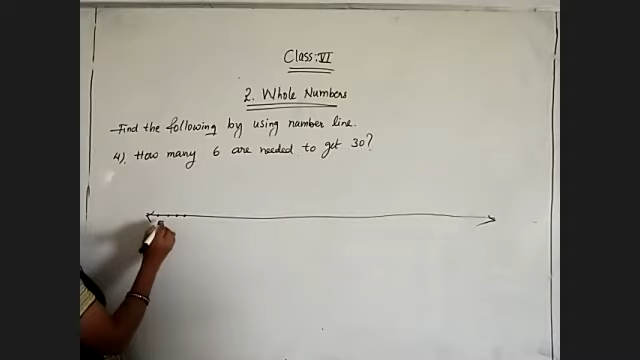 Class: VI
2. Whole Numbers
Find the following by using number line.
4). How many 6 are needed to get 30?